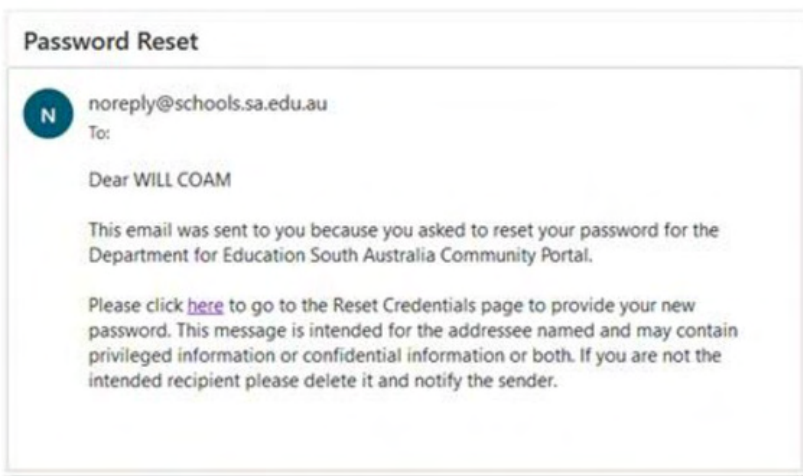 Password Reset
N
noreply@schools.sa.edu.au
To:
Dear WILL COAM
This email was sent to you because you asked to reset your password for the
Department for Education South Australia Community Portal.
Please click here to go to the Reset Credentials page to provide your new
password. This message is intended for the addressee named and may contain
privileged information or confidential information or both. If you are not the
intended recipient please delete it and notify the sender.